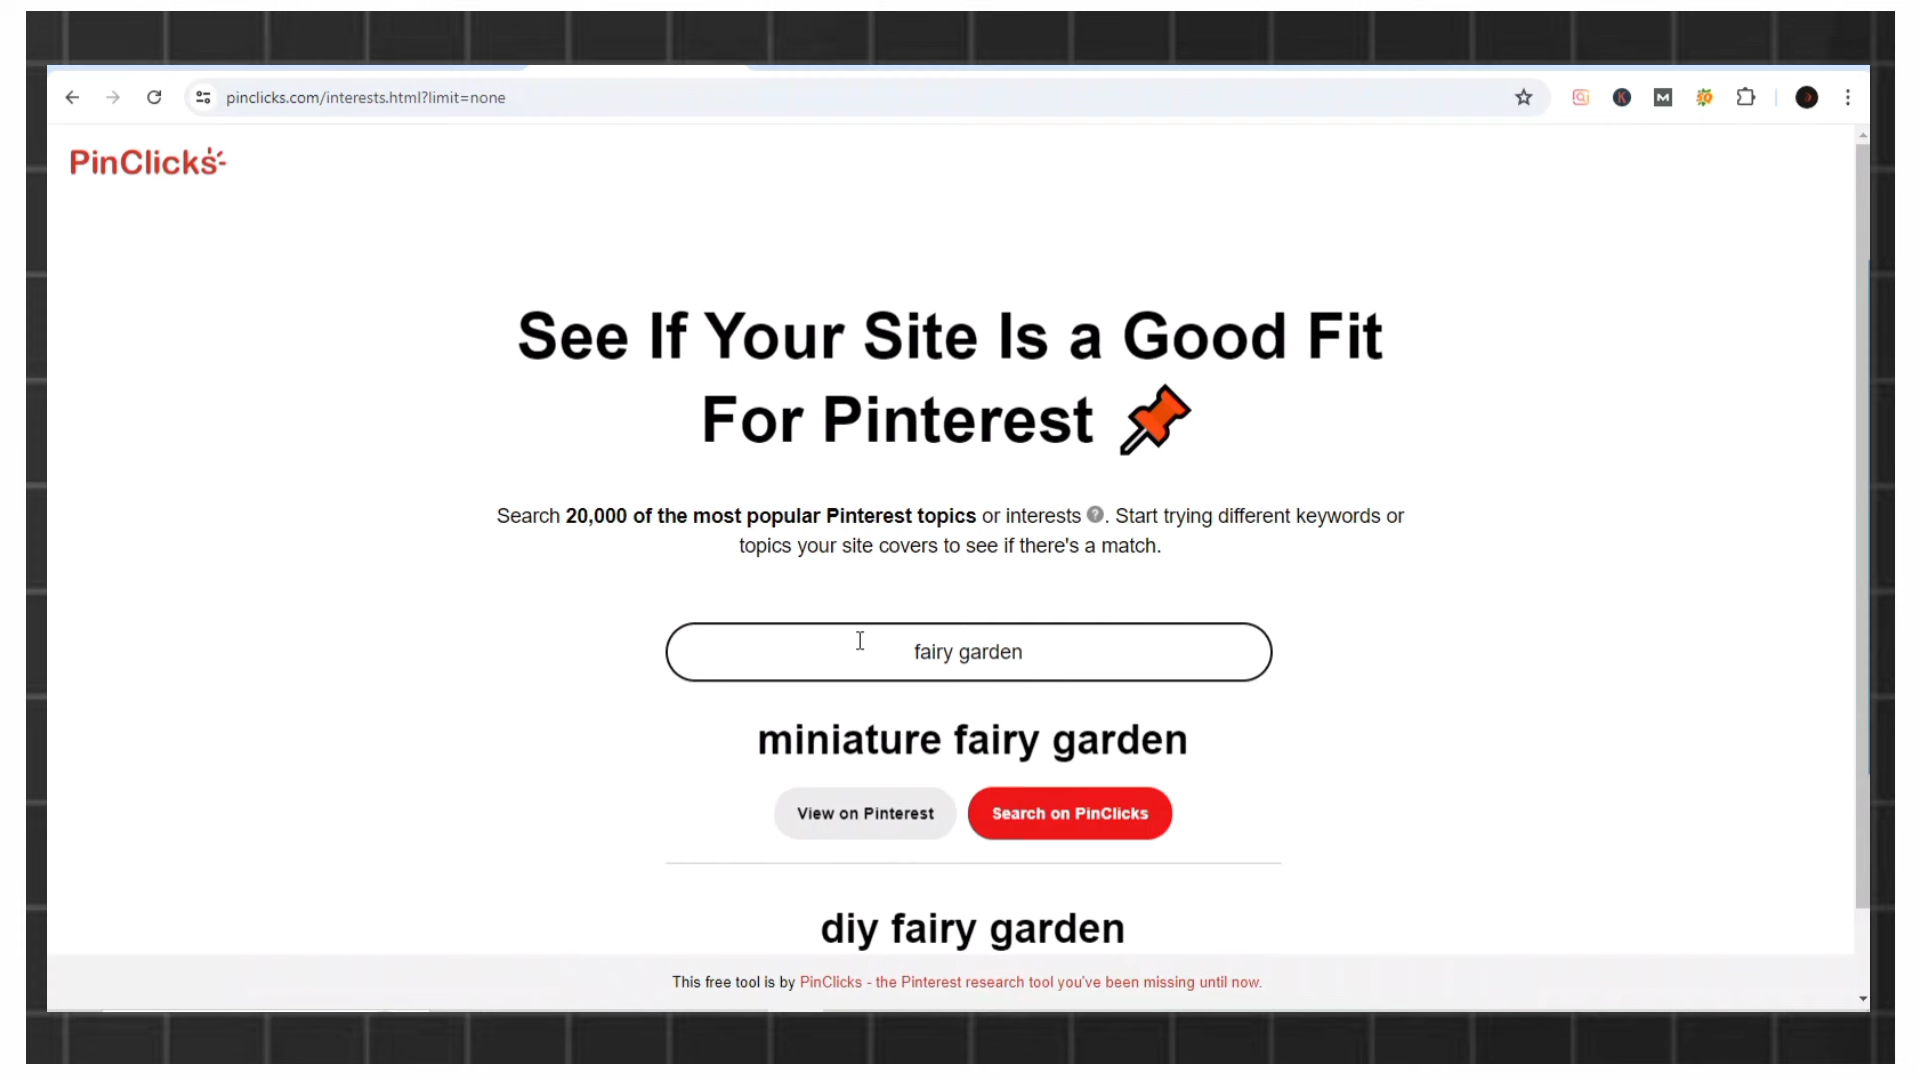 pinclicks.com/interests.html?limit=none
PinClicks
See If Your Site Is a Good Fit
For Pinterest
Search 20,000 of the most popular Pinterest topics or interests ?. Start trying different keywords or
topics your site covers to see if there's a match.
fairy garden
miniature fairy garden
View on Pinterest Search on PinClicks
diy fairy garden
This free tool is by PinClicks - the Pinterest research tool you've been missing until now.